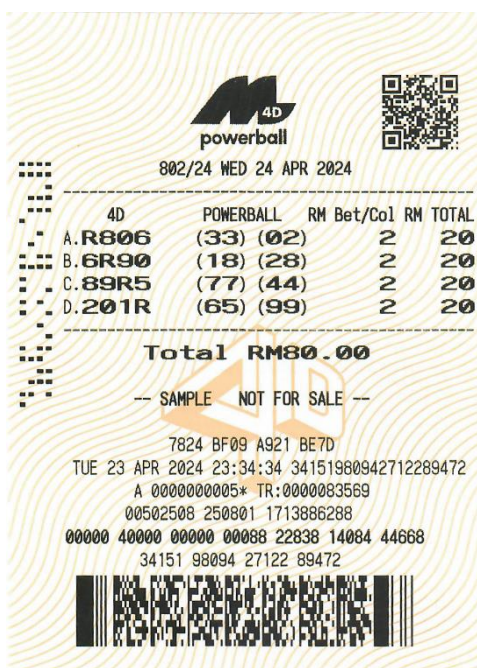 4D
powerball
802/24 WED 24 APR 2024
4D POWERBALL RM Bet/Col RM TOTAL
A.R806 (33) (02) 2 20
B.6R90 (18) (28) 2 20
C.89R5 (77) (44) 2 20
D.201R (65) (99) 2 20
Total RM80.00
4D
-- SAMPLE NOT FOR SALE --
7824 BF09 A921 BE7D
TUE 23 APR 2024 23:34:34 34151980942712289472
A 0000000005* TR:0000083569
00502508 250801 1713886288
00000 40000 00000 00088 22838 14084 44668
34151 98094 27122 89472